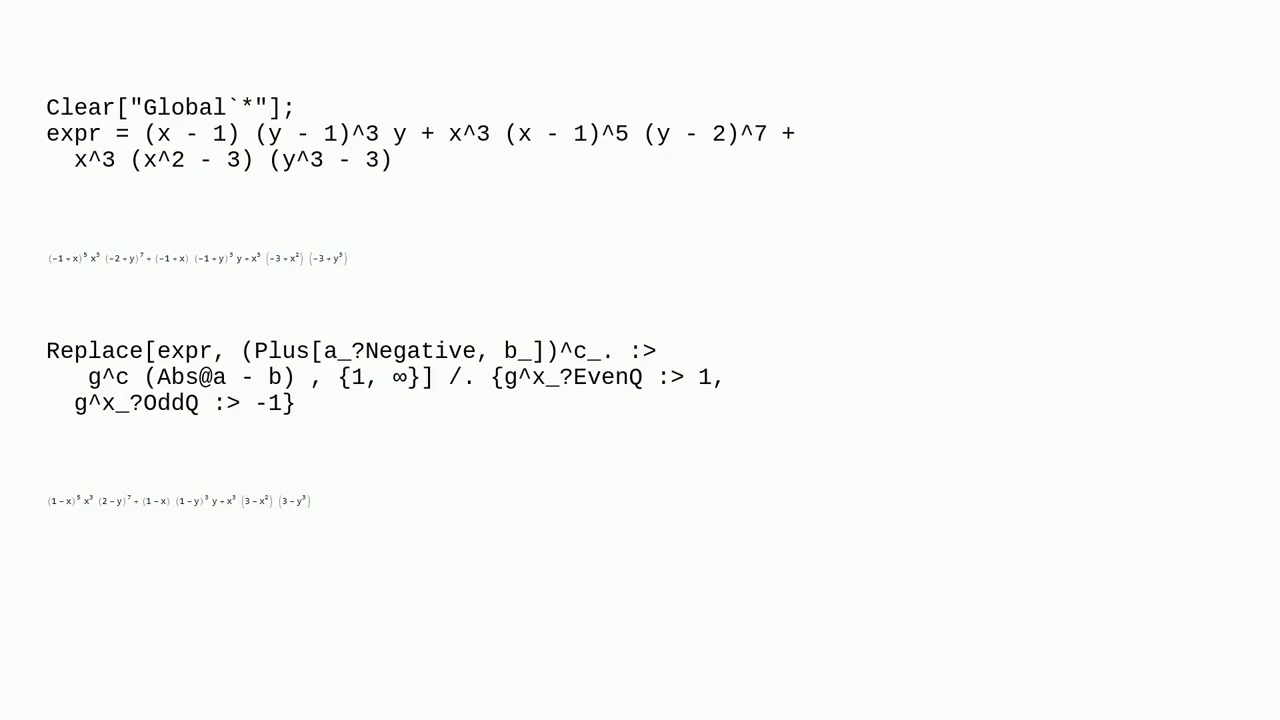 Clear["Global`*"];
expr = (x - 1) (y - 1)^3 y + x^3 (x - 1)^5 (y - 2)^7 +
x^3 (x^2 - 3) (y^3 - 3)
(-1+x)^5 x^3 (-2+y)^7 + (-1+x) (-1+y)^3 y+x^3 (-3+x^2) (-3+y^3)
Replace[expr, (Plus[a_?Negative, b_])^c_. :>
g^c (Abs@a - b) , {1, ∞}] /. {g^x_?EvenQ :> 1,
g^x_?OddQ :> -1}
(1-x)^5 x^3 (2-y)^7 + (1-x) (1-y)^3 y+x^3 (3-x^2) (3-y^3)